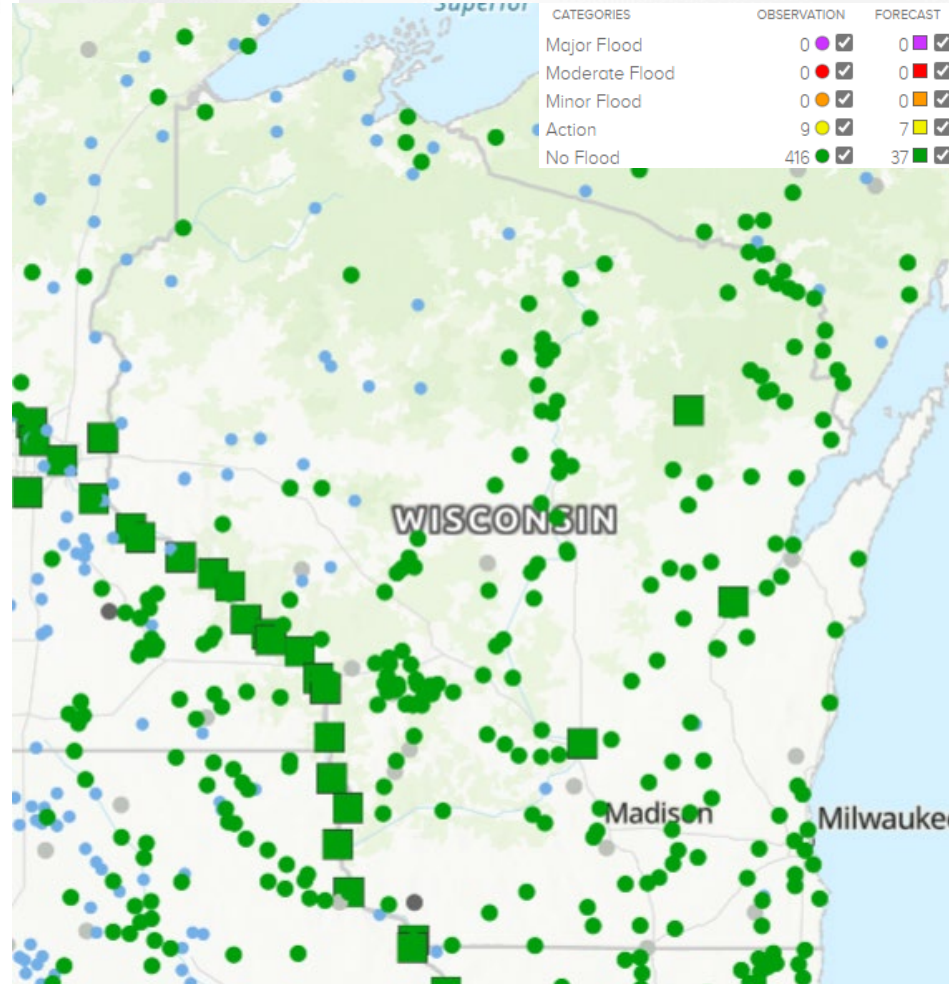 Superior
CATEGORIES OBSERVATION FORECAST
Major Flood 0 0
Moderate Flood 0 0
Minor Flood 0 0
Action 9 7
No Flood 416 37
WISCONSIN
Madison
Milwaukee